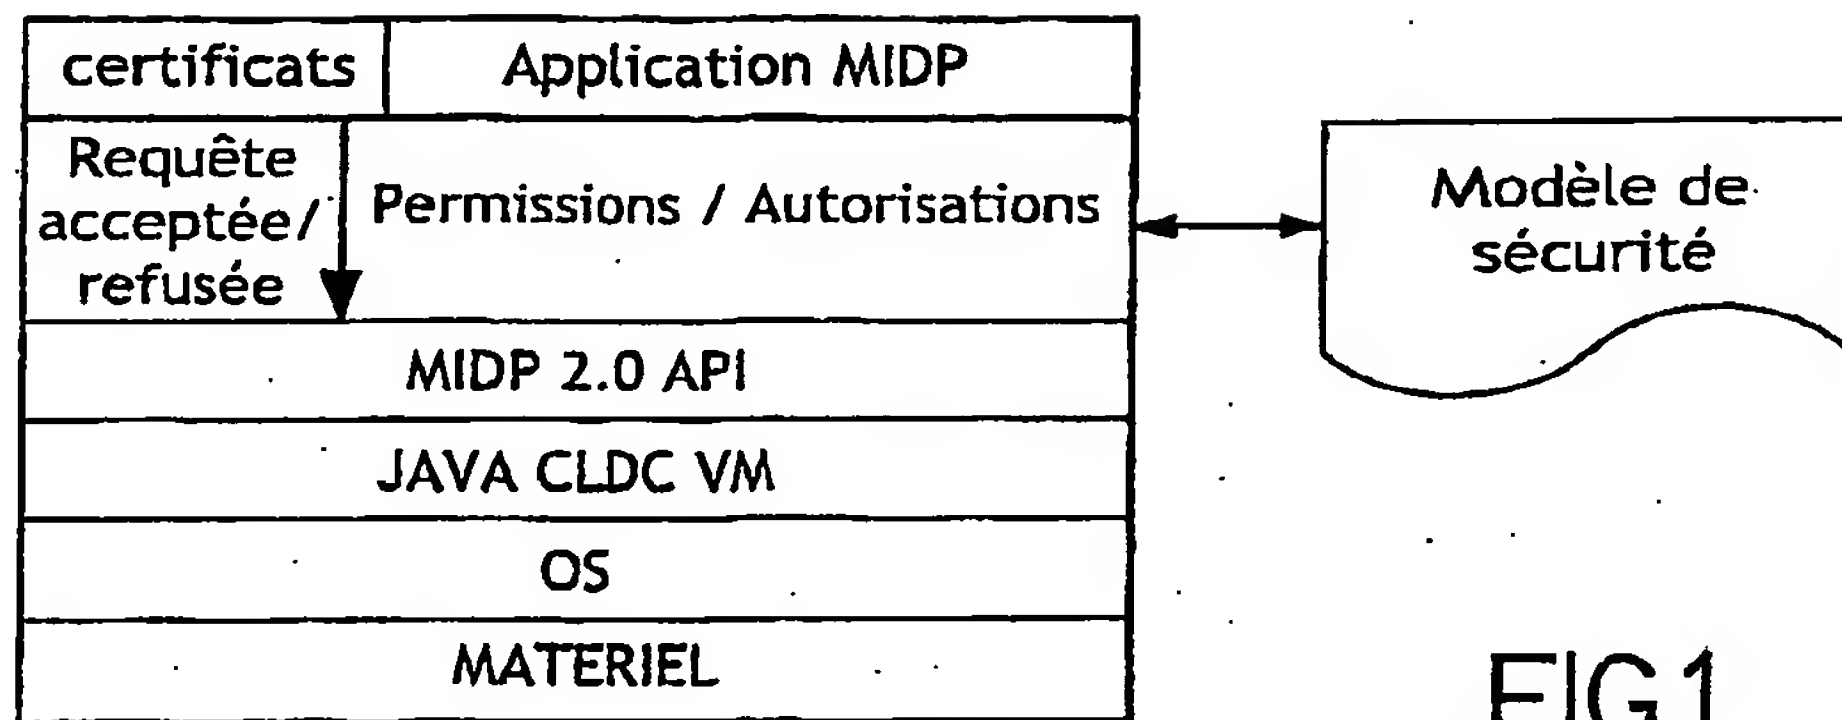 certificats
Application MIDP
Requête
acceptée/
refusée
Permissions / Autorisations
Modèle de
sécurité
MIDP 2.0 API
JAVA CLDC VM
OS
MATERIEL
FIG.1